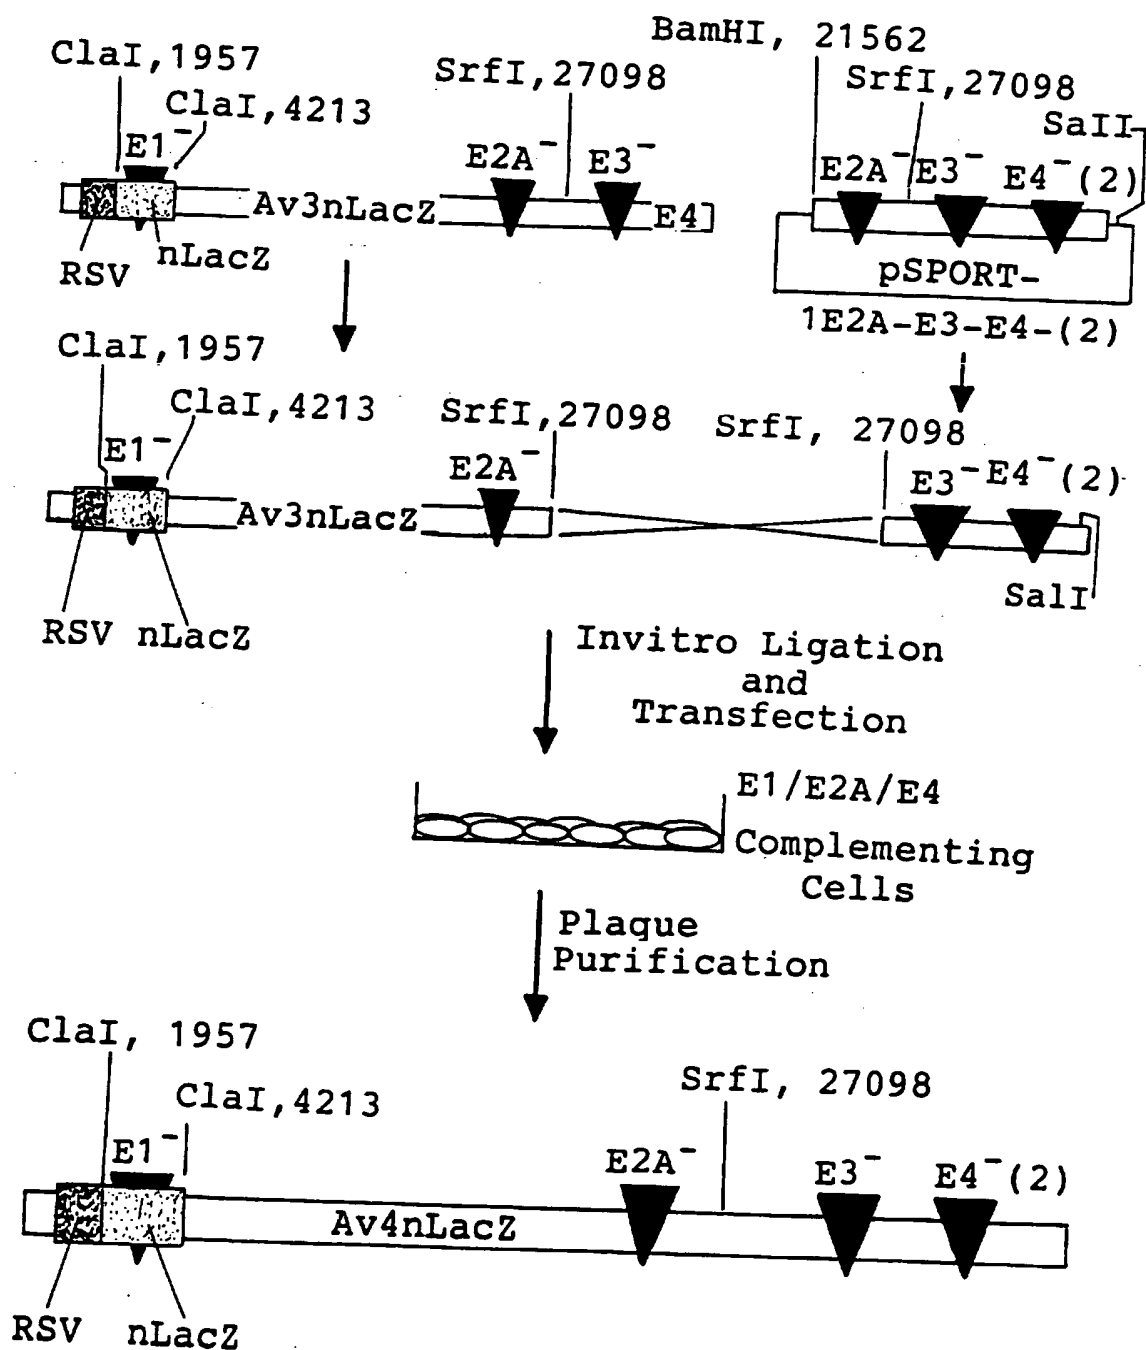 ClaI,1957
ClaI,4213
E1⁻
SrfI,27098
E2A⁻
E3⁻
Av3nLacZ
E4
RSV
nLacZ
BamHI, 21562
SrfI,27098
SalI
E2A⁻
E3⁻
E4⁻(2)
pSPORT-
1E2A-E3-E4-(2)
ClaI,1957
ClaI,4213
E1⁻
SrfI,27098
E2A⁻
Av3nLacZ
SrfI, 27098
E3⁻
E4⁻(2)
SalI
RSV
nLacZ
Invitro Ligation
and
Transfection
E1/E2A/E4
Complementing
Cells
Plaque
Purification
ClaI, 1957
ClaI,4213
E1⁻
SrfI, 27098
E2A⁻
E3⁻
E4⁻(2)
Av4nLacZ
RSV
nLacZ